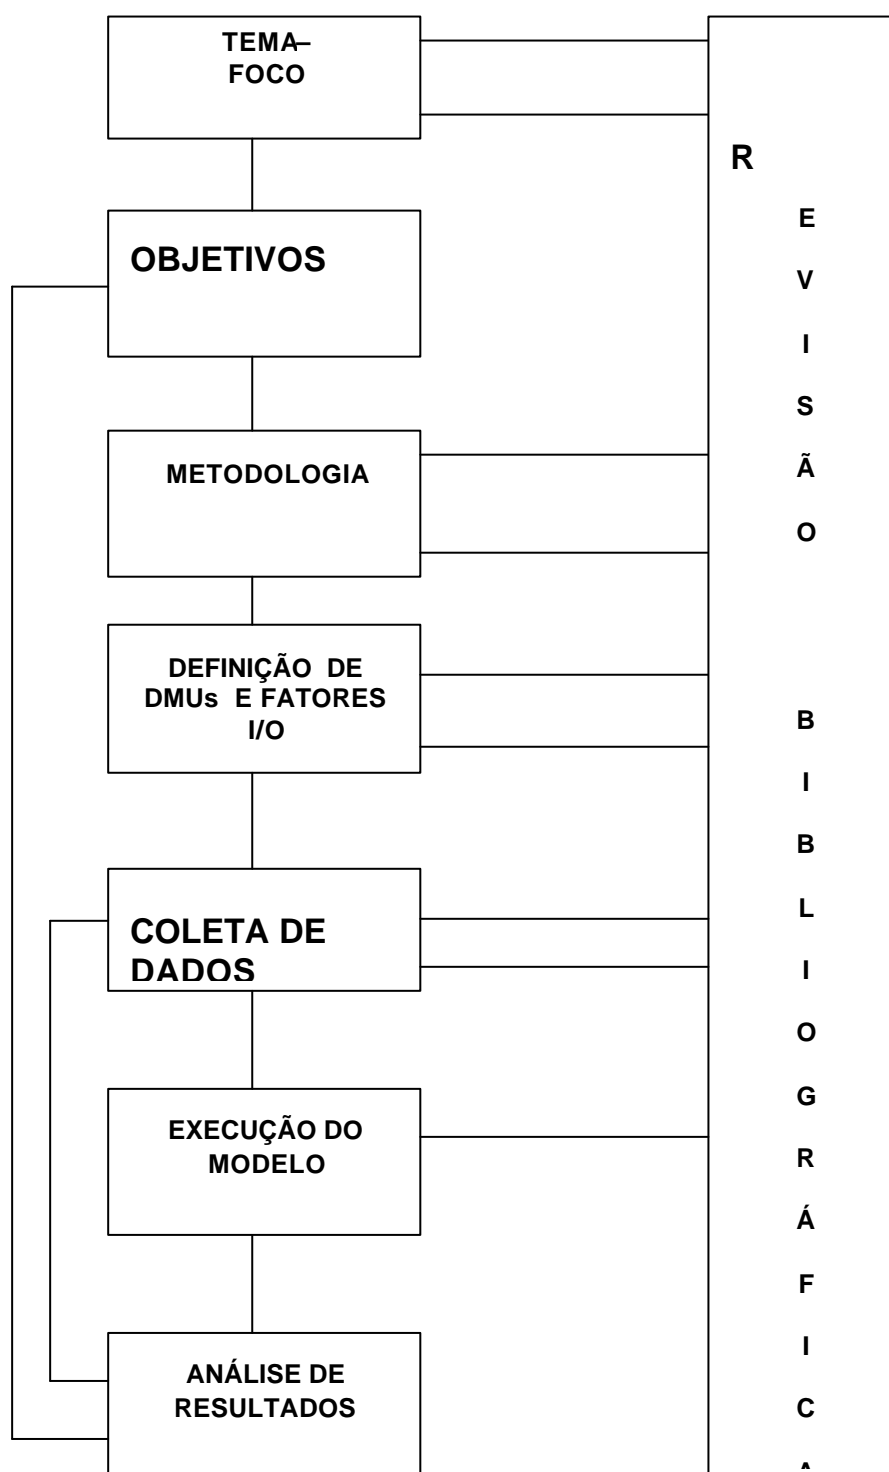 TEMA–
FOCO
OBJETIVOS
METODOLOGIA
DEFINIÇÃO DE
DMUs E FATORES
I/O
COLETA DE
DADOS
EXECUÇÃO DO
MODELO
ANÁLISE DE
RESULTADOS
R
E
V
I
S
Ã
O
B
I
B
L
I
O
G
R
Á
F
I
C
A